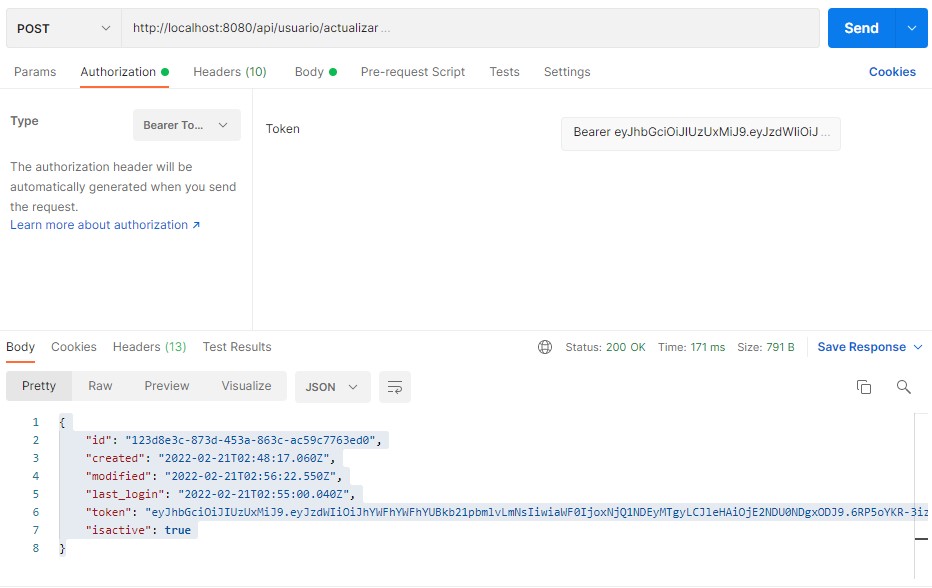 POST http://localhost:8080/api/usuario/actualizar ... Send
Params Authorization Headers (10) Body Pre-request Script Tests Settings Cookies
Type Bearer To... Token Bearer eyJhbGciOiJIUzUxMiJ9.eyJzdWIiOiJ ...
The authorization header will be
automatically generated when you send
the request.
Learn more about authorization ↗
Body Cookies Headers (13) Test Results Status: 200 OK Time: 171 ms Size: 791 B Save Response
Pretty Raw Preview Visualize JSON
1 {
2 "id": "123d8e3c-873d-453a-863c-ac59c7763ed0",
3 "created": "2022-02-21T02:48:17.060Z",
4 "modified": "2022-02-21T02:56:22.550Z",
5 "last_login": "2022-02-21T02:55:00.040Z",
6 "token": "eyJhbGciOiJIUzUxMiJ9.eyJzdWIiOiJhYWFhYWFhYUBkb21pbmlvLmNsIiwiaWF0IjoxNjQ1NDEyMTgyLCJleHAiOjE2NDU0NDgxODJ9.6RP5oYKR-3iz
7 "isactive": true
8 }